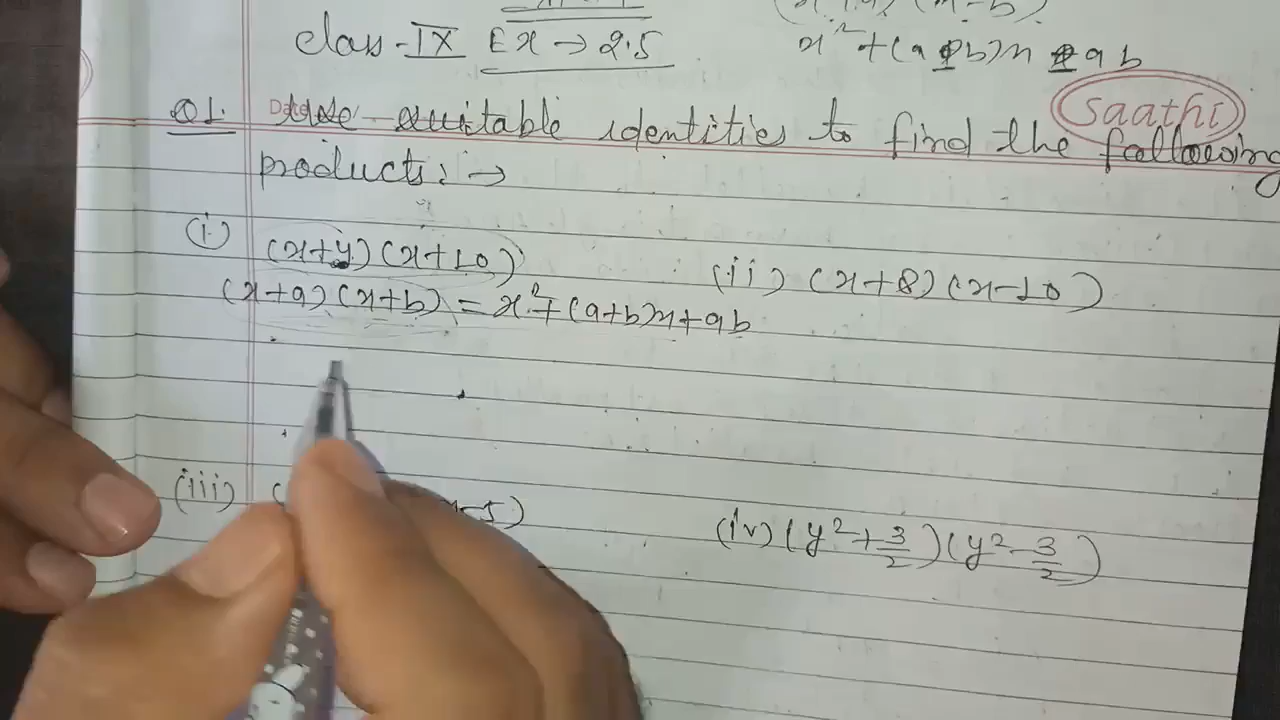 class-IX Ex → 2.5
x² + (a±b)x ± ab
Saathi
Q1. Use suitable identities to find the following
products: →
(i) (x+4) (x+10)
(ii) (x+8) (x-10)
(x+a) (x+b) = x² + (a+b)x + ab
(iii) (
-5)
(iv) (y² + 3/2) (y² - 3/2)